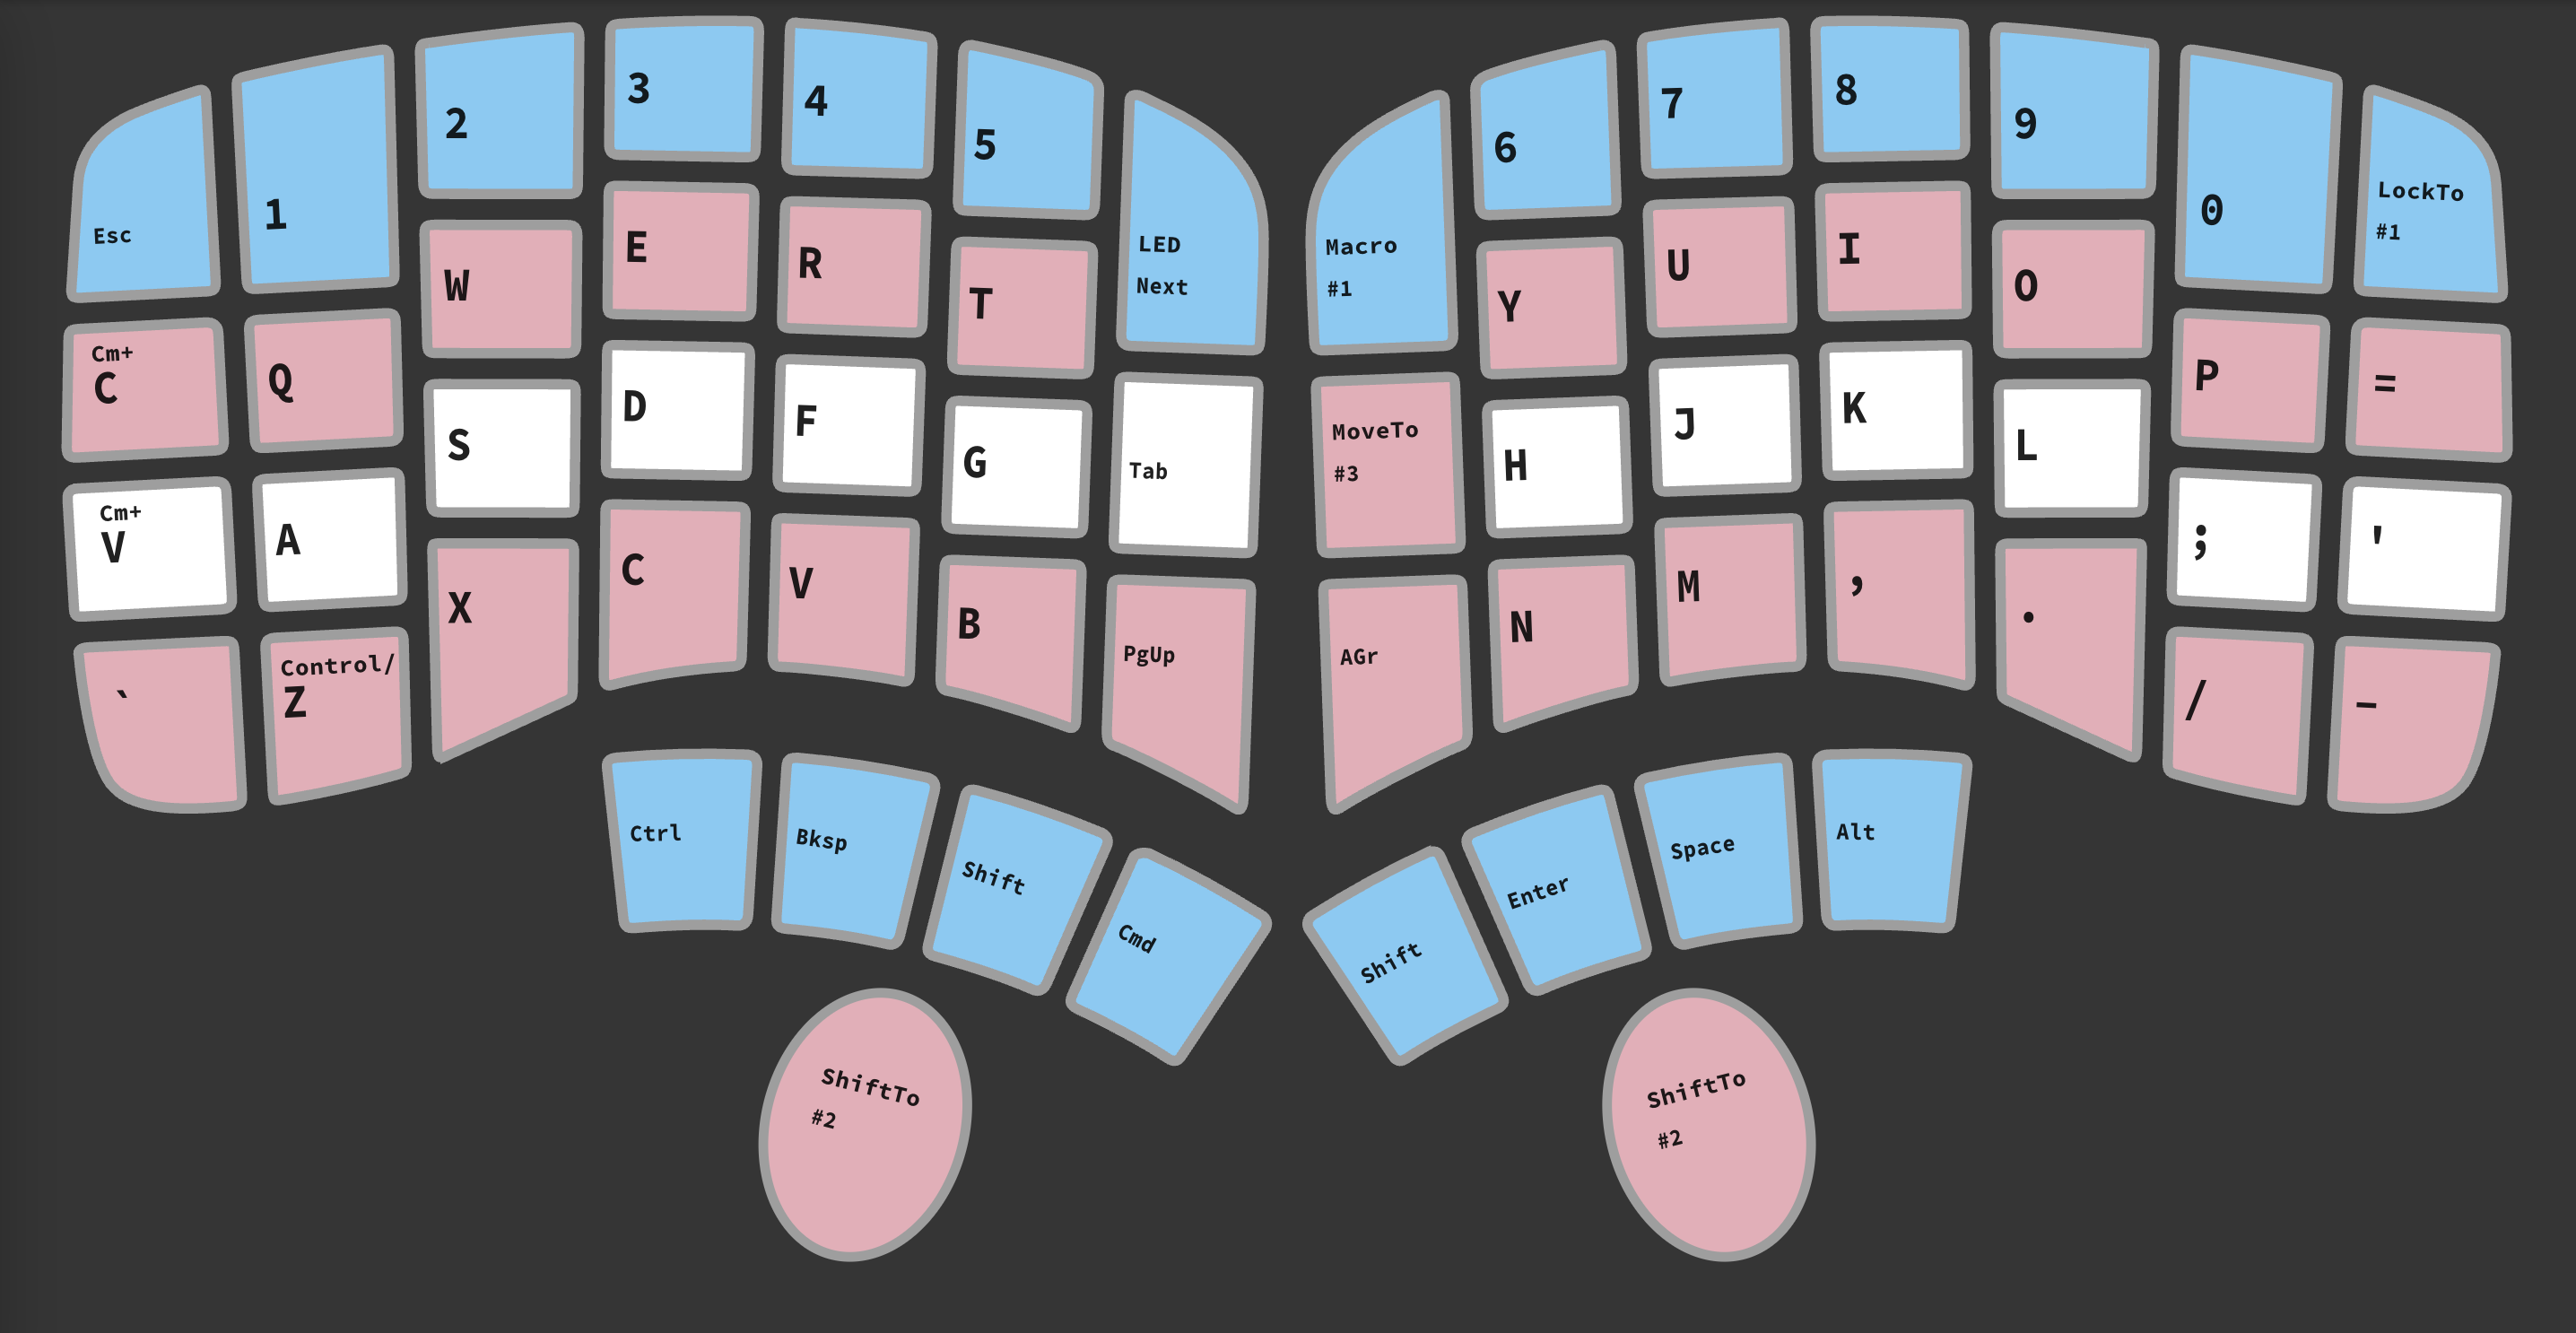 Esc
1
2
3
4
5
LED
Next
Macro
#1
6
7
8
9
0
LockTo
#1
Cm+
C
Q
W
E
R
T
Y
U
I
O
P
=
Cm+
V
A
S
D
F
G
Tab
MoveTo
#3
H
J
K
L
;
'
`
Control/
Z
X
C
V
B
PgUp
AGr
N
M
,
.
/
-
Ctrl
Bksp
Shift
Cmd
Shift
Enter
Space
Alt
ShiftTo
#2
ShiftTo
#2